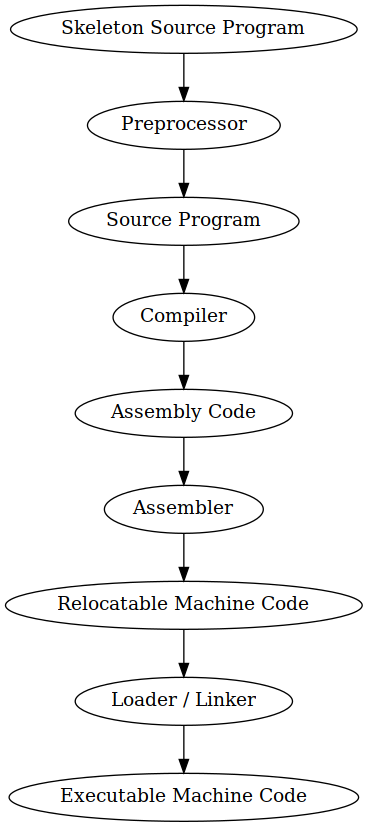 Skeleton Source Program
Preprocessor
Source Program
Compiler
Assembly Code
Assembler
Relocatable Machine Code
Loader / Linker
Executable Machine Code